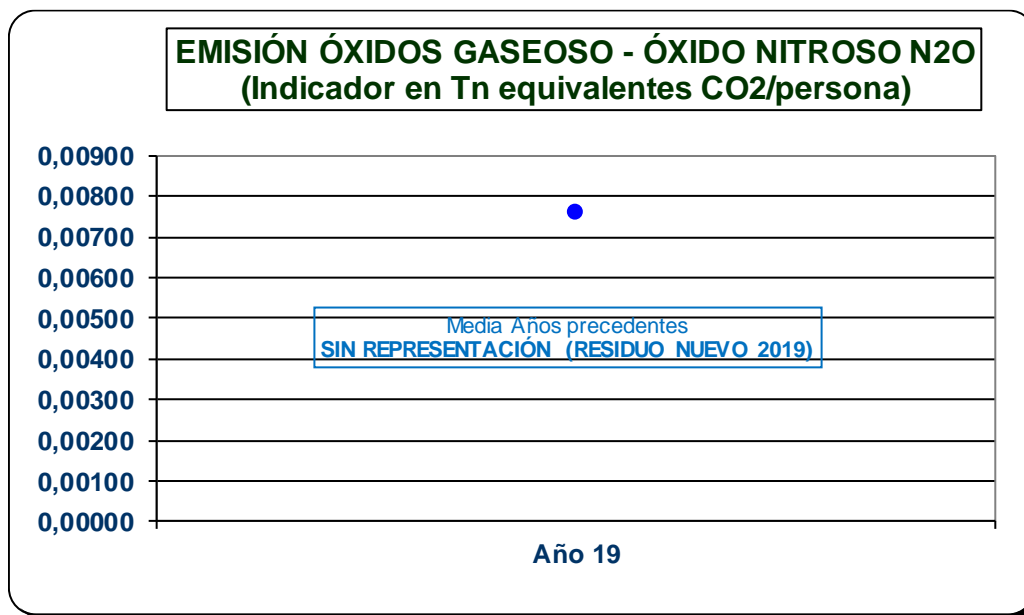 EMISIÓN ÓXIDOS GASEOSO - ÓXIDO NITROSO N2O
(Indicador en Tn equivalentes CO2/persona)
0,00900
0,00800
0,00700
0,00600
0,00500
0,00400
0,00300
0,00200
0,00100
0,00000
Media Años precedentes
SIN REPRESENTACIÓN (RESIDUO NUEVO 2019)
Año 19